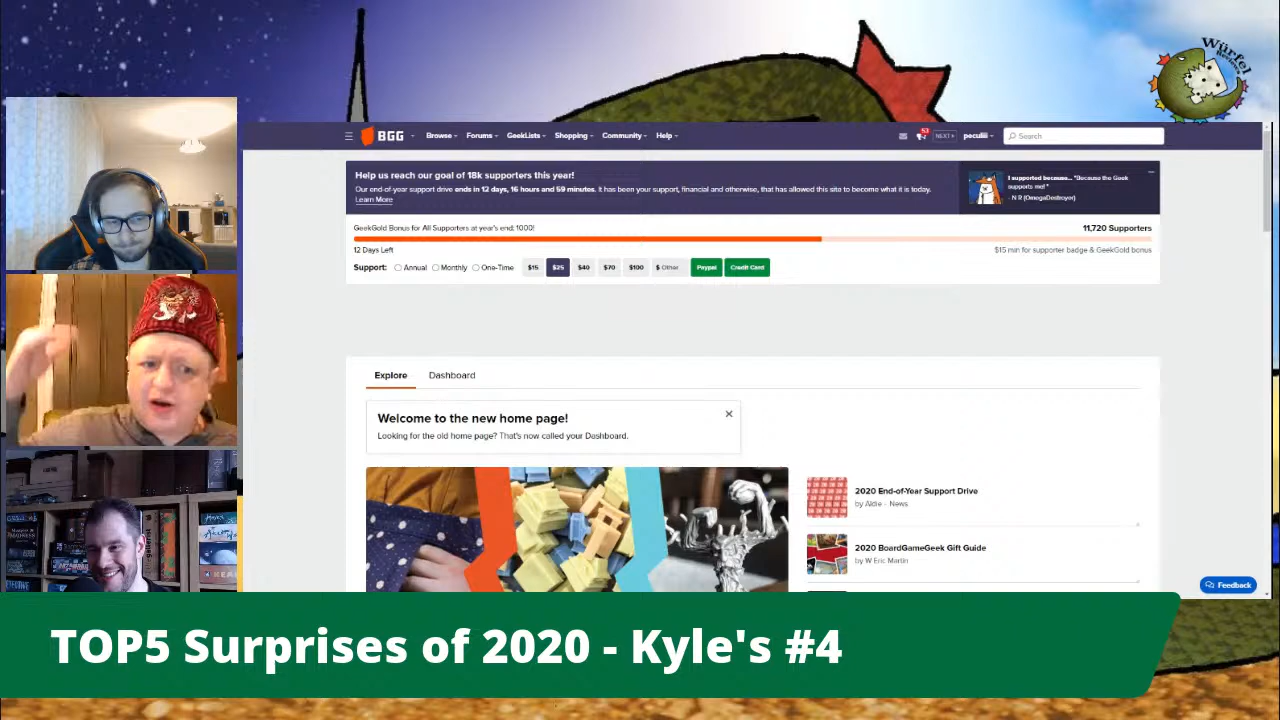 Würfel
BGG
Browse
Forums
GeekLists
Shopping
Community
Help
53
NEXT
peculiii
Search
Help us reach our goal of 18k supporters this year!
Our end-of-year support drive ends in 12 days, 16 hours and 59 minutes. It has been your support, financial and otherwise, that has allowed this site to become what it is today.
Learn More
I supported because... "Because the Geek
supports me! "
- N R (OmegaDestroyer)
GeekGold Bonus for All Supporters at year's end: 1000!
11,720 Supporters
12 Days Left
$15 min for supporter badge & GeekGold bonus
Support: Annual Monthly One-Time $15 $25 $40 $70 $100 $ Other Paypal Credit Card
Explore
Dashboard
Welcome to the new home page!
Looking for the old home page? That's now called your Dashboard.
2020 End-of-Year Support Drive
by Aldie - News
2020 BoardGameGeek Gift Guide
by W Eric Martin
Feedback
TOP5 Surprises of 2020 - Kyle's #4